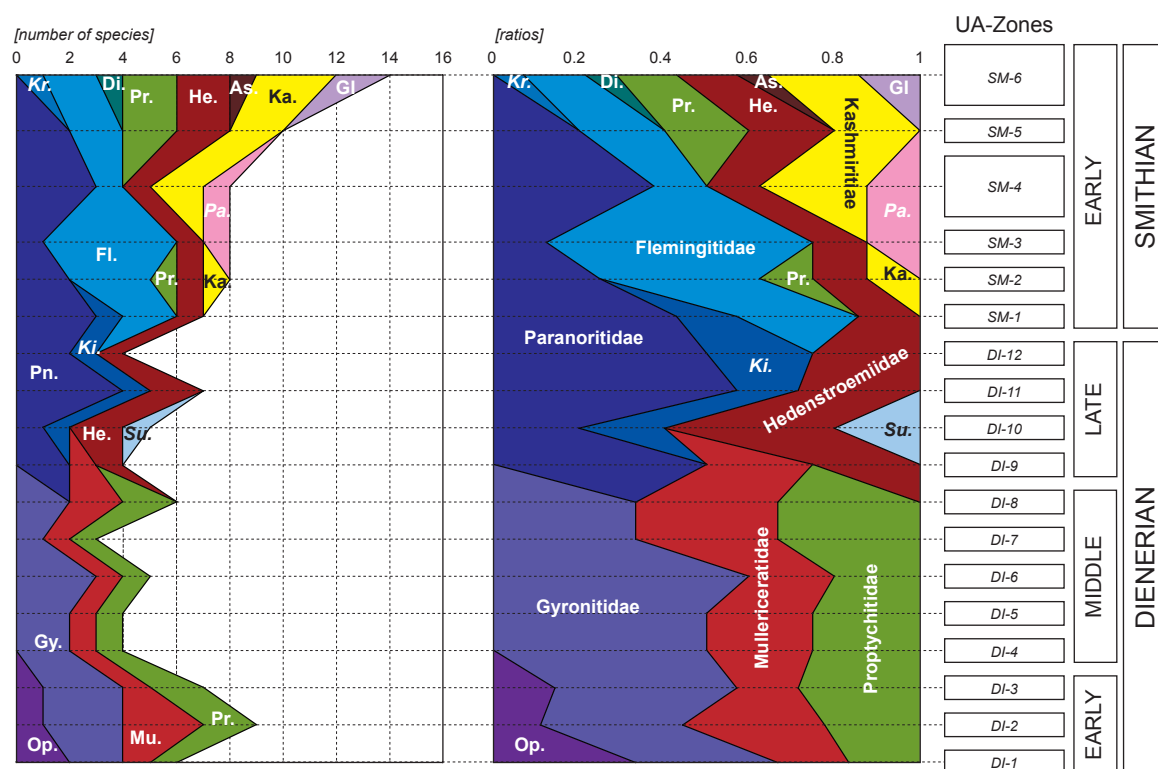 [number of species]
0 2 4 6 8 10 12 14 16
Kr. Di. Pr. He. As. Ka. Gl
Pa.
Fl.
Pr. Ka.
Ki.
Pn.
He. Su.
Gy.
Pr.
Op. Mu.
[ratios]
0 0.2 0.4 0.6 0.8 1
Kr. Di. Pr. He. As. Gl
Kashmiritiae
Pa.
Flemingitidae
Pr. Ka.
Paranoritidae
Ki.
Hedenstroemiidae
Su.
Gyronitidae
Mullericeratidae
Proptychitidae
Op.
UA-Zones
SM-6
SM-5
SM-4
SM-3
SM-2
SM-1
DI-12
DI-11
DI-10
DI-9
DI-8
DI-7
DI-6
DI-5
DI-4
DI-3
DI-2
DI-1
EARLY
LATE
MIDDLE
EARLY
SMITHIAN
DIENERIAN